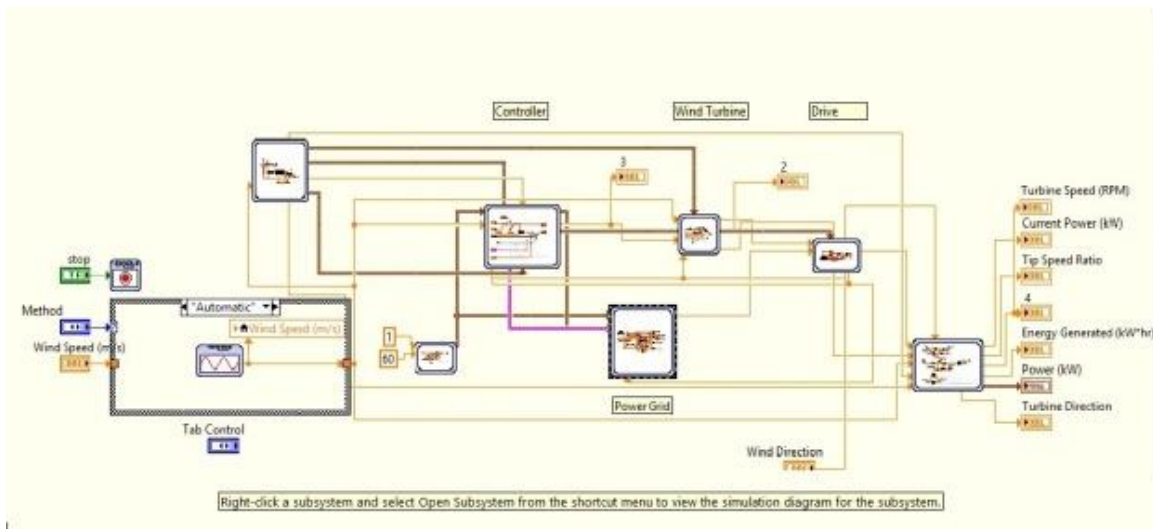 Controller
Wind Turbine
Drive
3
2
Turbine Speed (RPM)
Current Power (kW)
Tip Speed Ratio
4
Energy Generated (kW*hr)
Power (kW)
Turbine Direction
stop
Method
"Automatic"
Wind Speed (m/s)
Wind Speed (m/s)
1
60
Power Grid
Tab Control
Wind Direction
Right-click a subsystem and select Open Subsystem from the shortcut menu to view the simulation diagram for the subsystem.